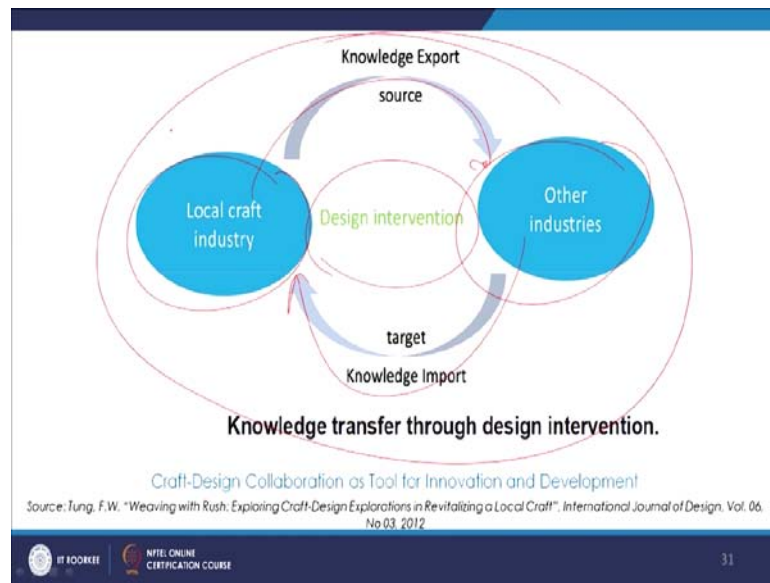 Knowledge Export
source
Local craft
industry
Design intervention
Other
industries
target
Knowledge Import
Knowledge transfer through design intervention.
Craft-Design Collaboration as Tool for Innovation and Development
Source: Tung, F.W. "Weaving with Rush: Exploring Craft-Design Explorations in Revitalizing a Local Craft". International Journal of Design. Vol. 06,
No 03, 2012
IIT ROORKEE
NPTEL ONLINE
CERTIFICATION COURSE
31